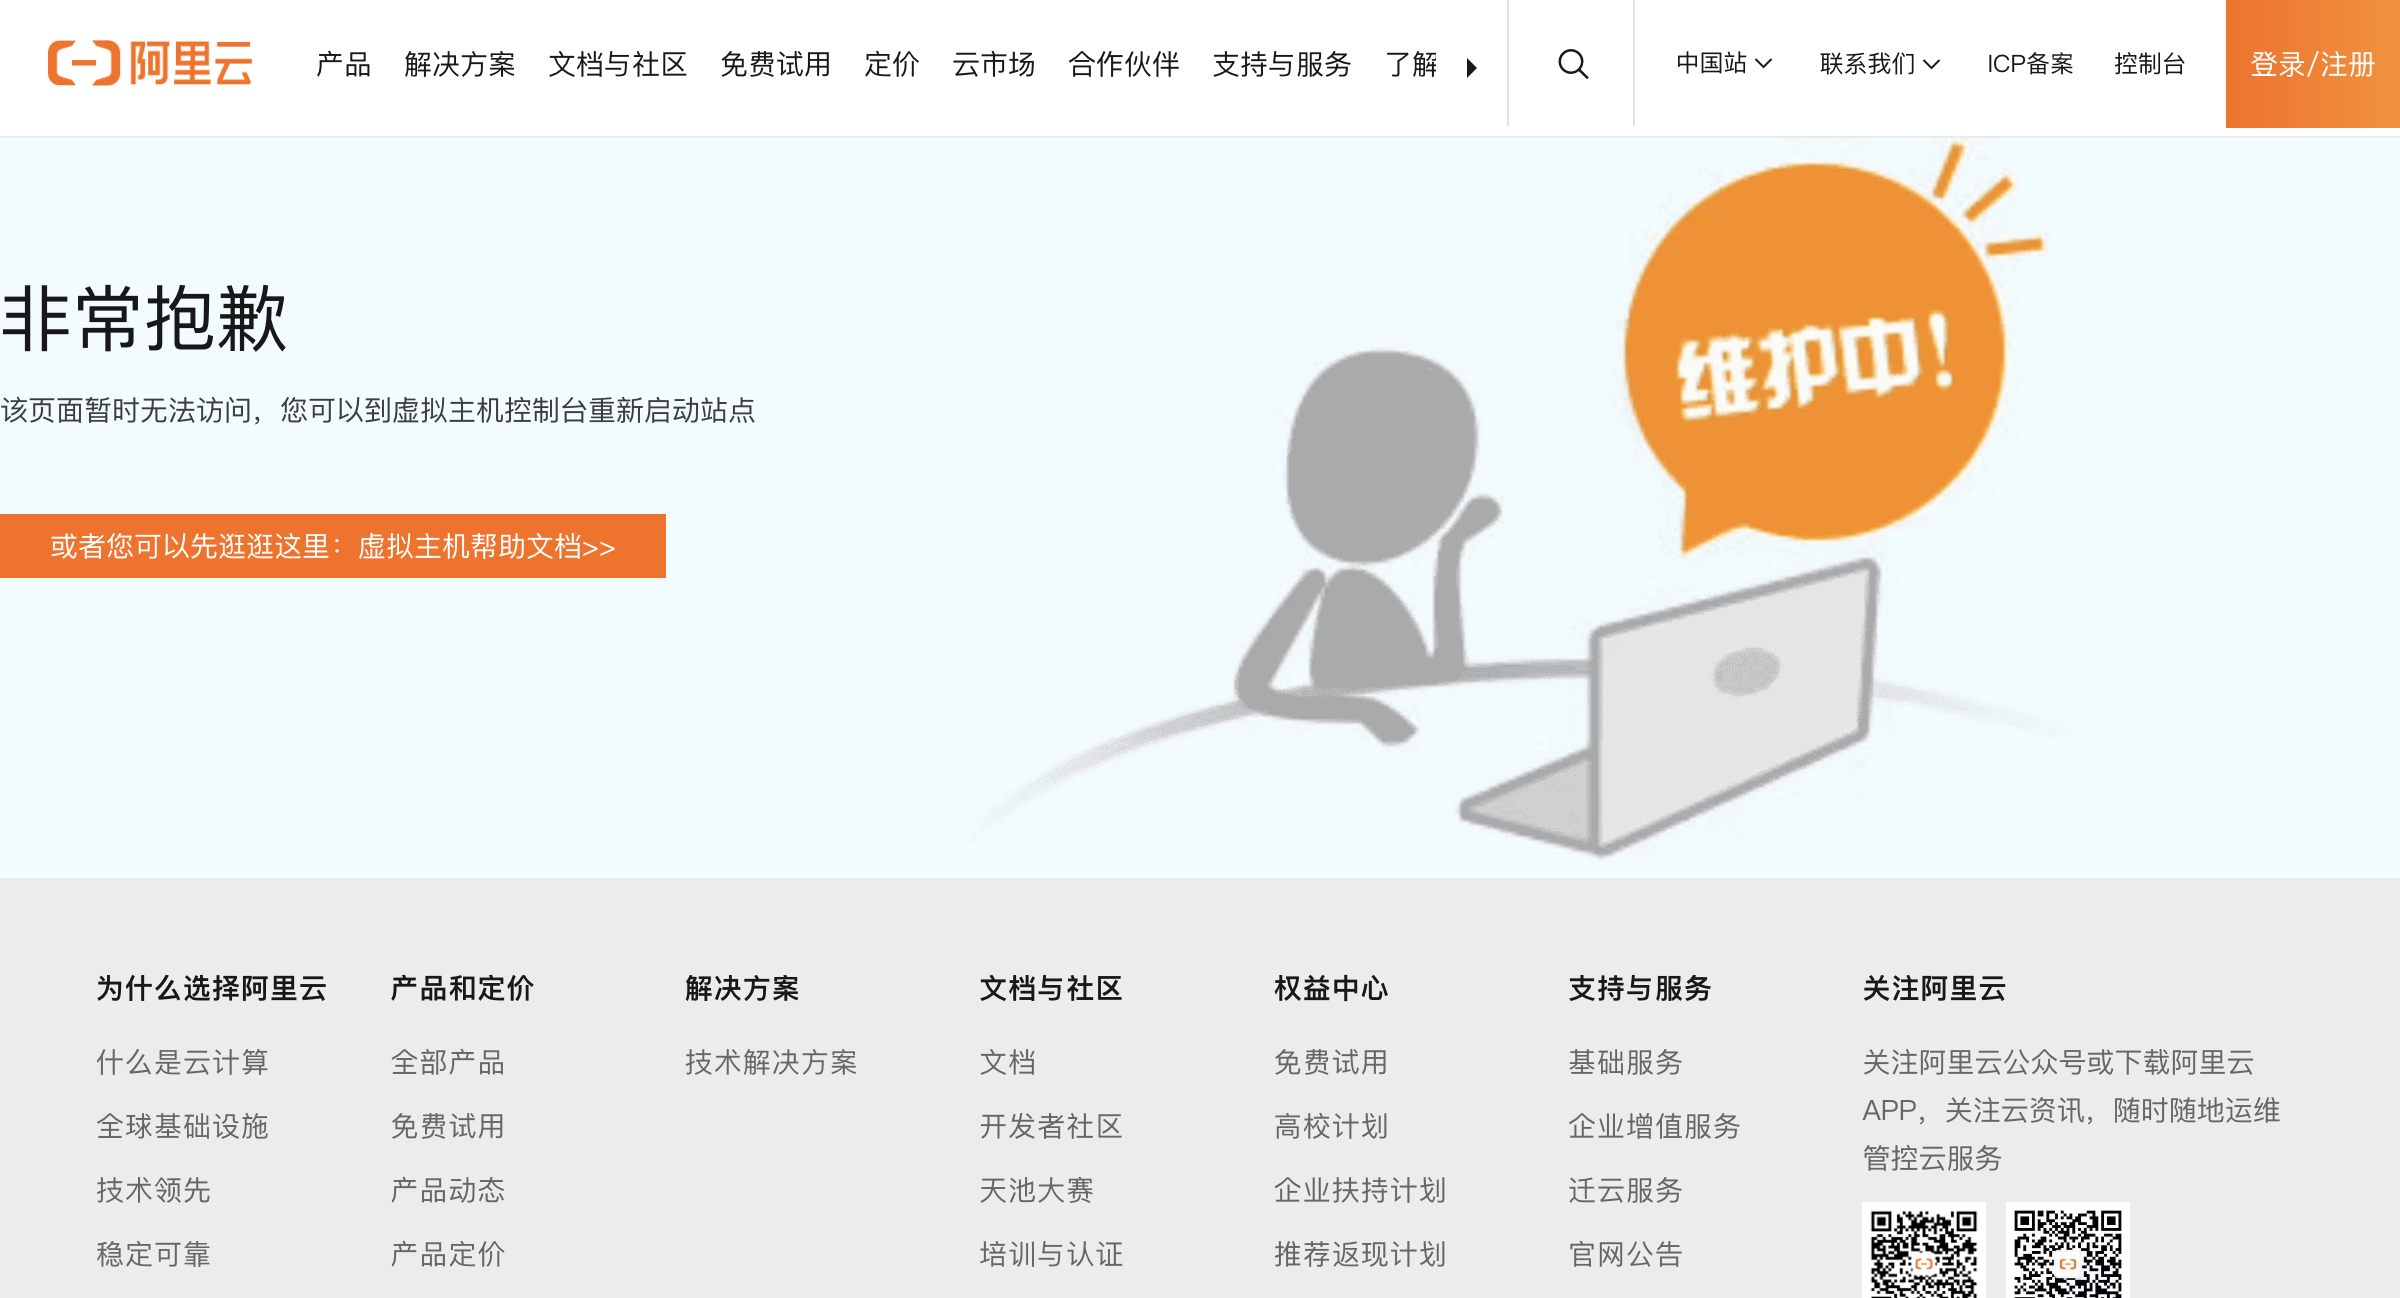 阿里云
产品 解决方案 文档与社区 免费试用 定价 云市场 合作伙伴 支持与服务 了解
中国站 联系我们 ICP备案 控制台 登录/注册
非常抱歉
该页面暂时无法访问，您可以到虚拟主机控制台重新启动站点
或者您可以先逛逛这里：虚拟主机帮助文档>>
维护中！
为什么选择阿里云
什么是云计算
全球基础设施
技术领先
稳定可靠
产品和定价
全部产品
免费试用
产品动态
产品定价
解决方案
技术解决方案
文档与社区
文档
开发者社区
天池大赛
培训与认证
权益中心
免费试用
高校计划
企业扶持计划
推荐返现计划
支持与服务
基础服务
企业增值服务
迁云服务
官网公告
关注阿里云
关注阿里云公众号或下载阿里云
APP，关注云资讯，随时随地运维
管控云服务